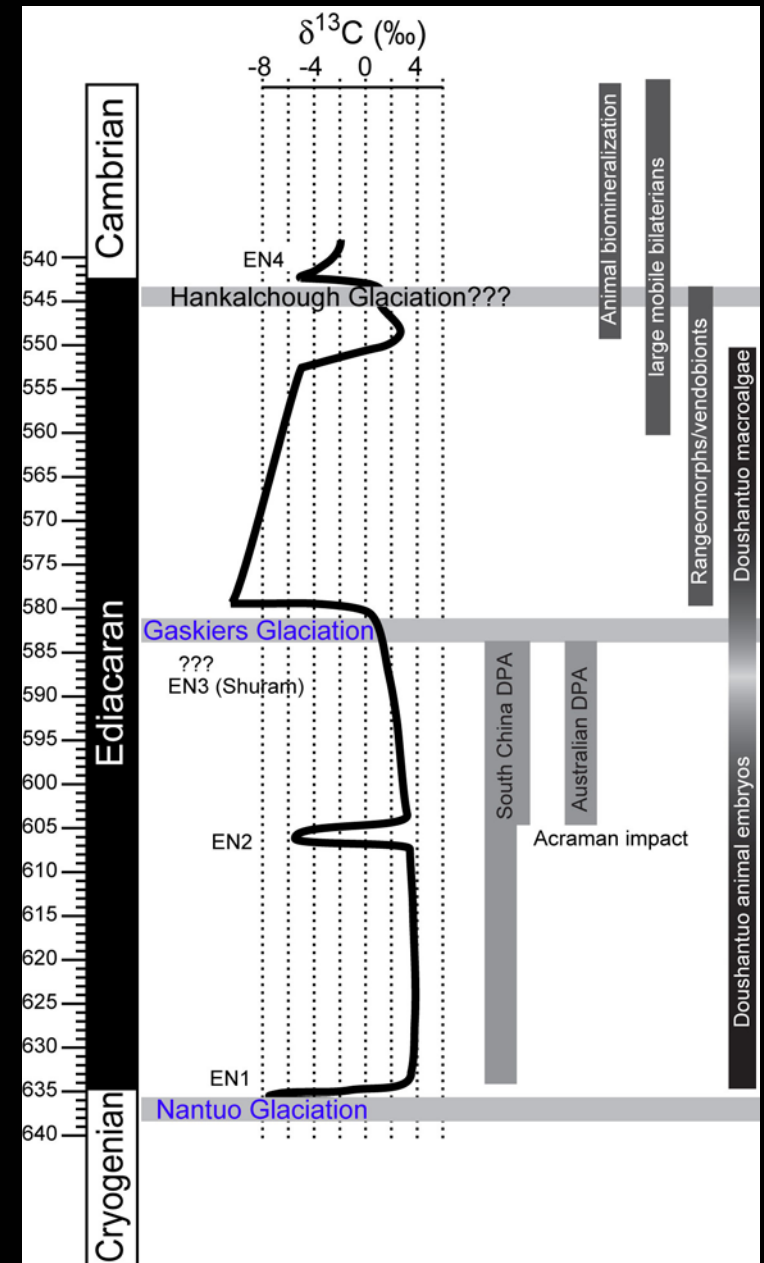 δ13C (‰)
-8 -4 0 4
Cambrian
Ediacaran
Cryogenian
540
545
550
555
560
565
570
575
580
585
590
595
600
605
610
615
620
625
630
635
640
EN4
Hankalchough Glaciation???
Gaskiers Glaciation
???
EN3 (Shuram)
EN2
EN1
Nantuo Glaciation
South China DPA
Australian DPA
Acraman impact
Animal biomineralization
large mobile bilaterians
Rangeomorphs/vendobionts
Doushantuo macroalgae
Doushantuo animal embryos